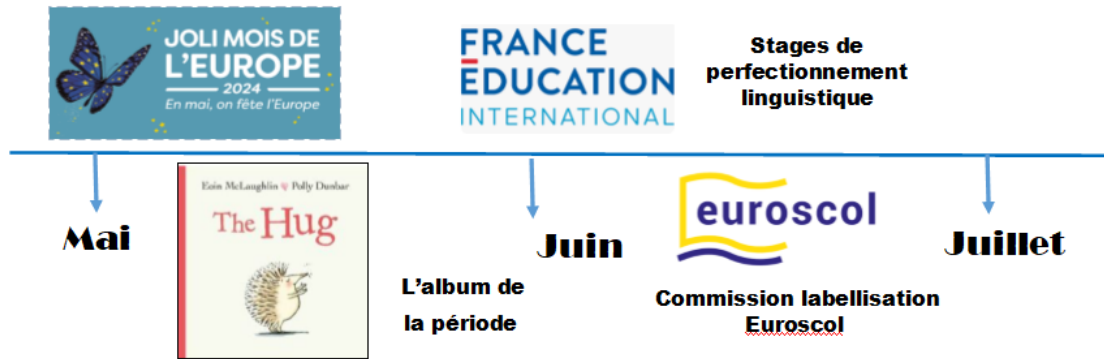 JOLI MOIS DE
L'EUROPE
2024
En mai, on fête l'Europe
FRANCE
ÉDUCATION
INTERNATIONAL
Stages de
perfectionnement
linguistique
Mai
Eoin McLaughlin Polly Dunbar
The Hug
L'album de
la période
Juin
euroscol
Commission labellisation
Euroscol
Juillet